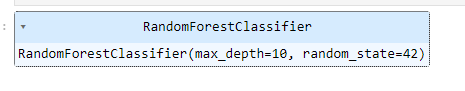 :
RandomForestClassifier
RandomForestClassifier(max_depth=10, random_state=42)